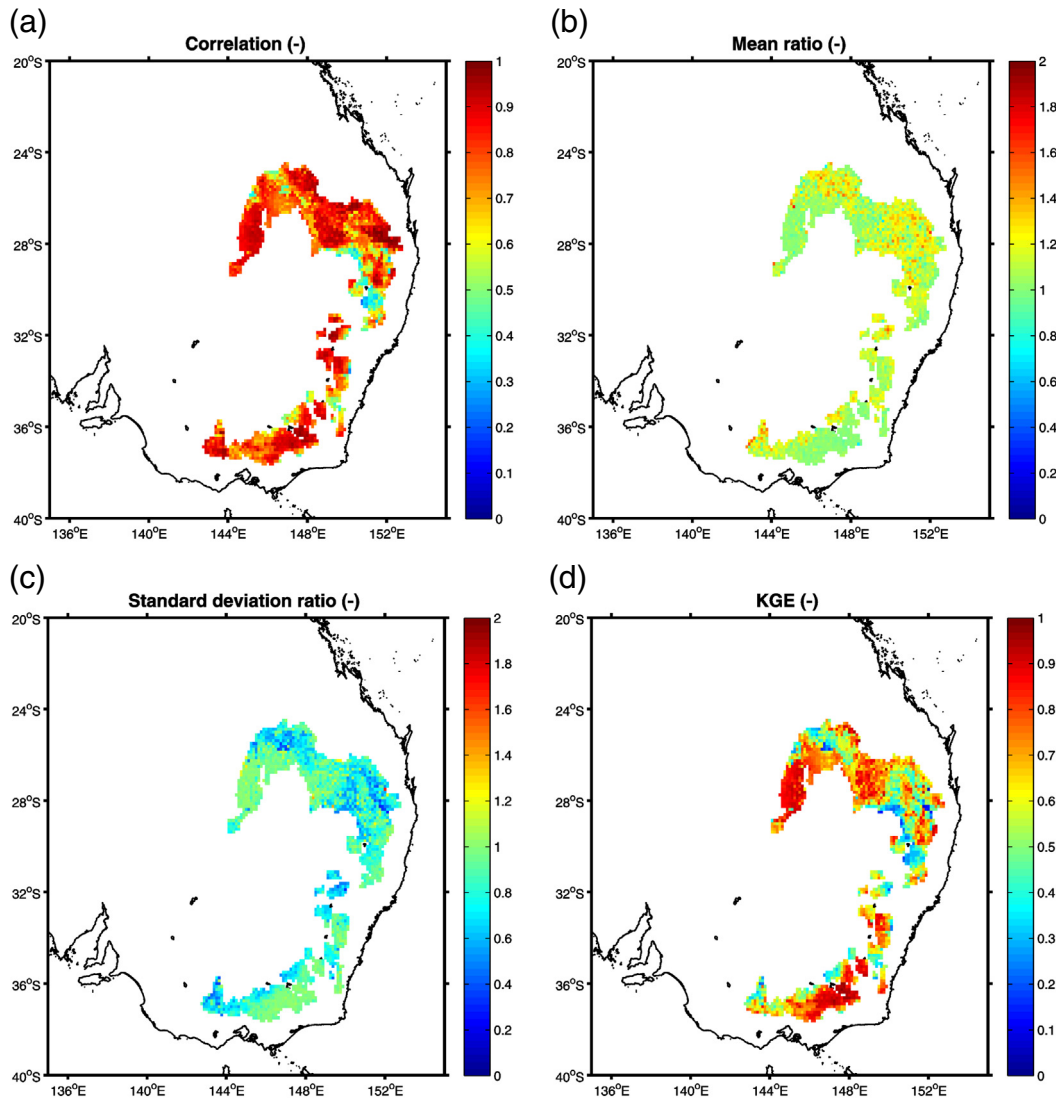 (a)
Correlation (-)
20°S
24°S
28°S
32°S
36°S
40°S
136°E 140°E 144°E 148°E 152°E
1
0.9
0.8
0.7
0.6
0.5
0.4
0.3
0.2
0.1
0
(b)
Mean ratio (-)
20°S
24°S
28°S
32°S
36°S
40°S
136°E 140°E 144°E 148°E 152°E
2
1.8
1.6
1.4
1.2
1
0.8
0.6
0.4
0.2
0
(c)
Standard deviation ratio (-)
20°S
24°S
28°S
32°S
36°S
40°S
136°E 140°E 144°E 148°E 152°E
2
1.8
1.6
1.4
1.2
1
0.8
0.6
0.4
0.2
0
(d)
KGE (-)
20°S
24°S
28°S
32°S
36°S
40°S
136°E 140°E 144°E 148°E 152°E
1
0.9
0.8
0.7
0.6
0.5
0.4
0.3
0.2
0.1
0